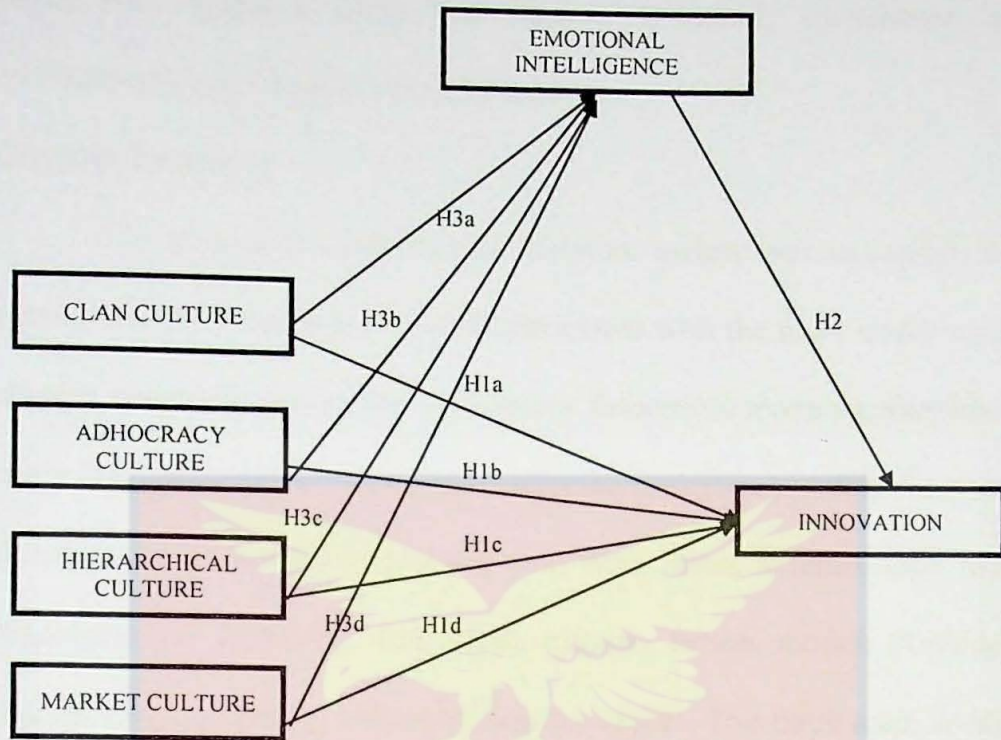 EMOTIONAL
INTELLIGENCE
H3a
CLAN CULTURE
H3b
H2
H1a
ADHOCRACY
CULTURE
H1b
H3c
INNOVATION
HIERARCHICAL
CULTURE
H1c
H3d
H1d
MARKET CULTURE